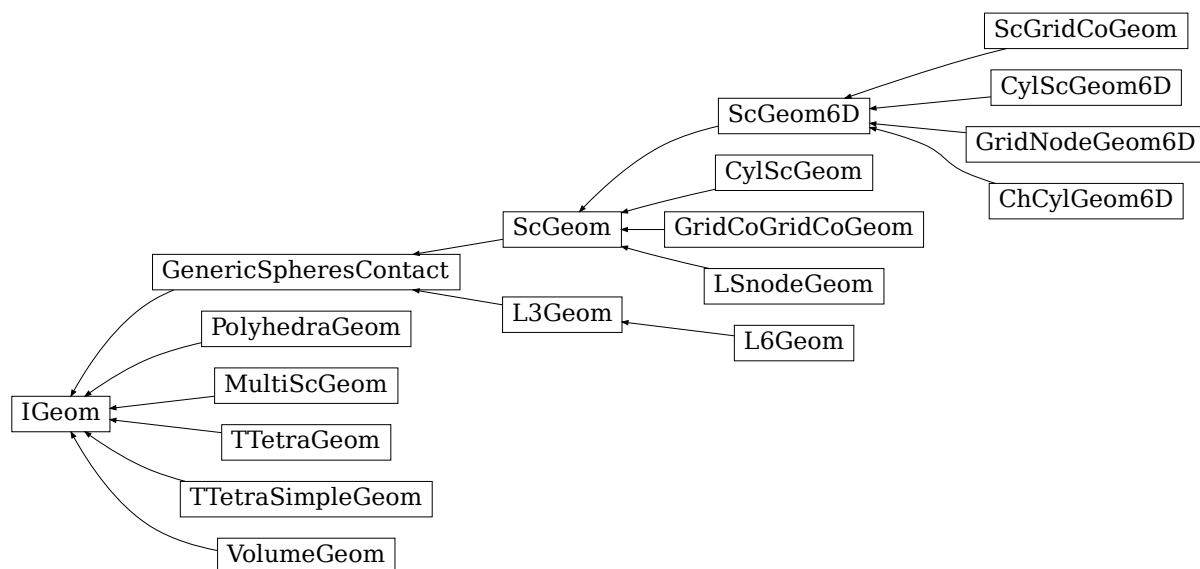 ScGridCoGeom
CylScGeom6D
ScGeom6D
GridNodeGeom6D
CylScGeom
ChCylGeom6D
ScGeom
GridCoGridCoGeom
GenericSpheresContact
LSnodeGeom
L3Geom
PolyhedraGeom
L6Geom
MultiScGeom
IGeom
TTetraGeom
TTetraSimpleGeom
VolumeGeom